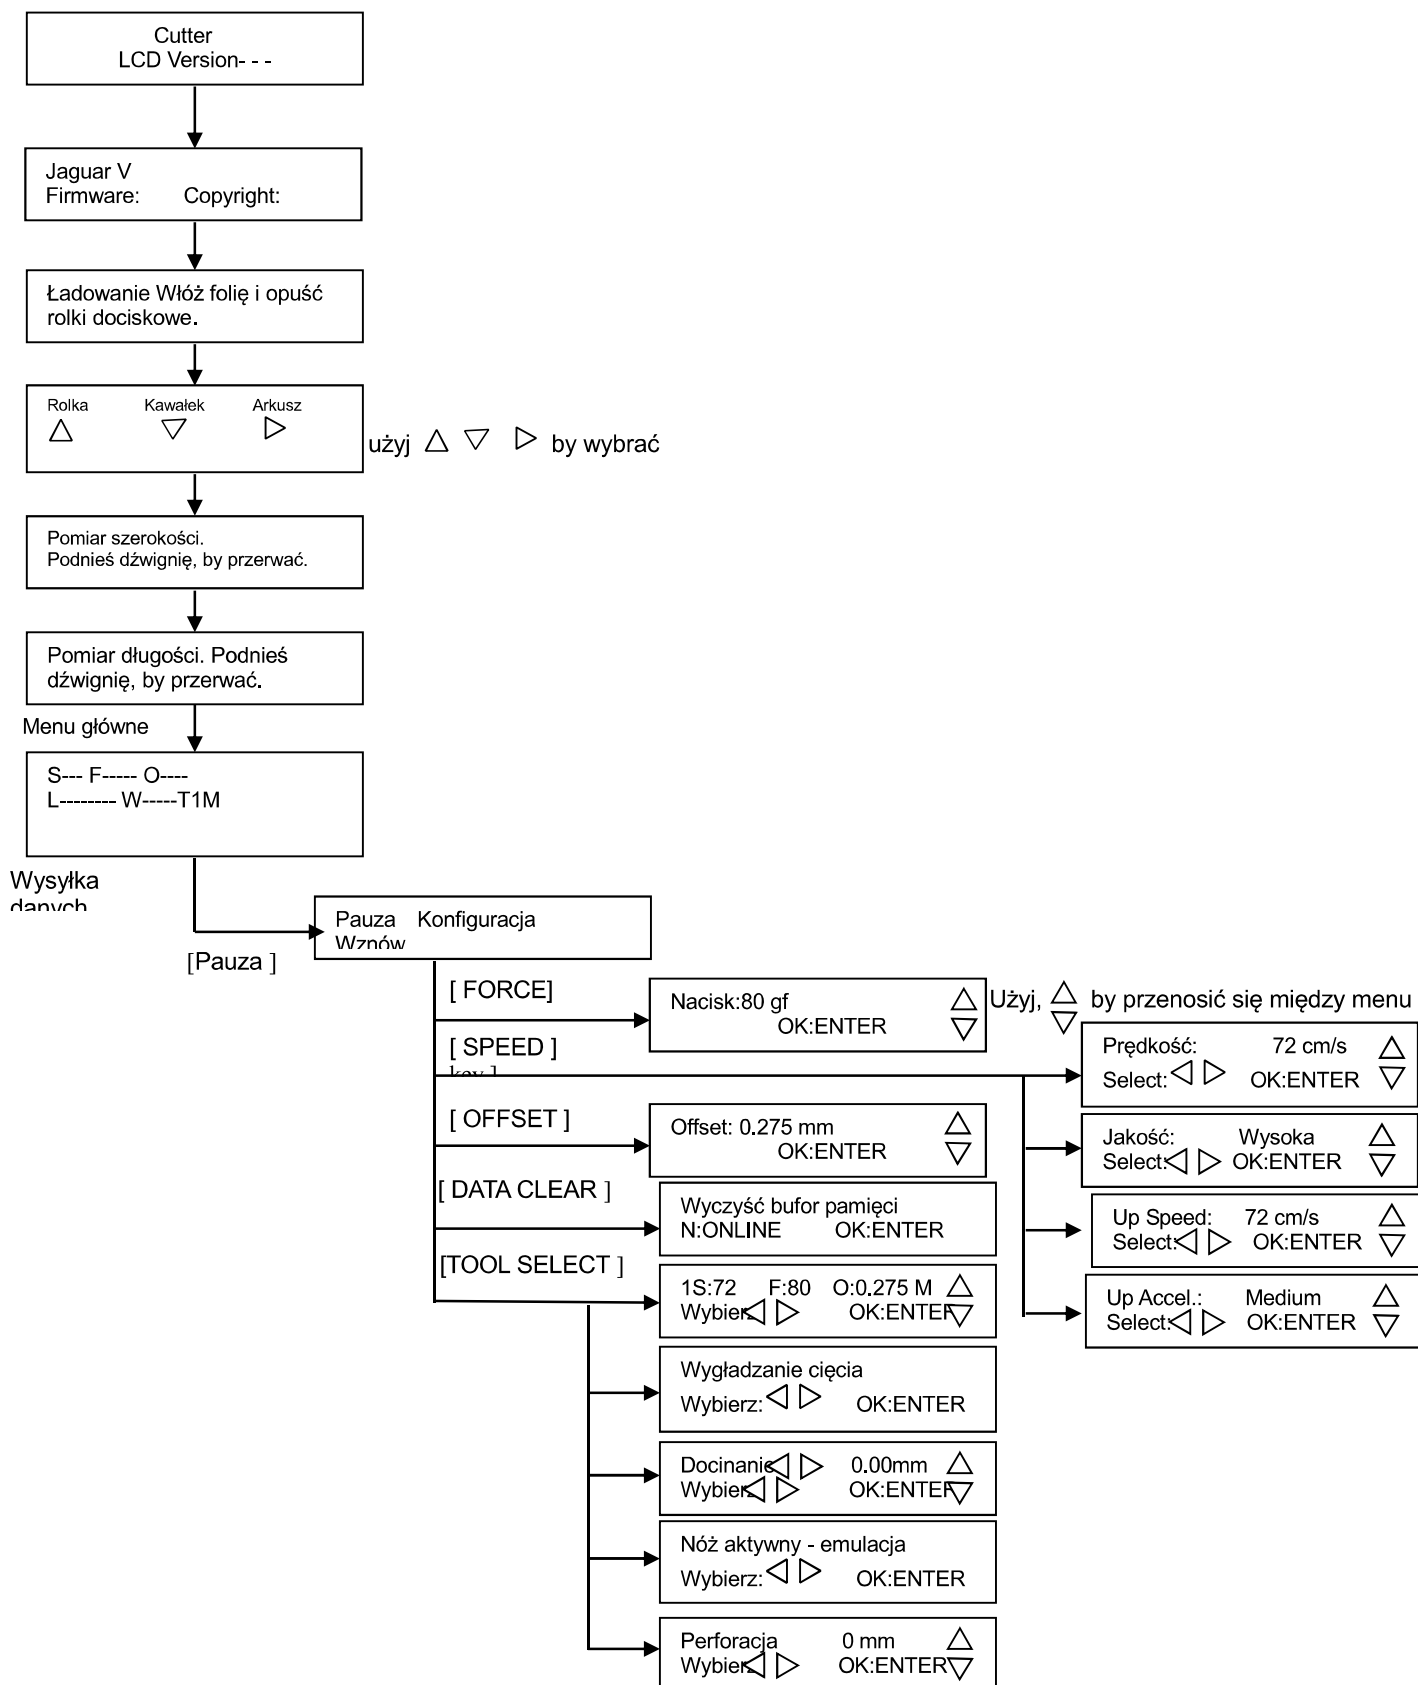 Cutter
LCD Version- - -
Jaguar V
Firmware: Copyright:
Ładowanie Włóż folię i opuść
rolki dociskowe.
Rolka Kawałek Arkusz
użyj by wybrać
Pomiar szerokości.
Podnieś dźwignię, by przerwać.
Pomiar długości. Podnieś
dźwignię, by przerwać.
Menu główne
S--- F----- O----
L-------- W-----T1M
Wysyłka
danych
[Pauza ]
Pauza Konfiguracja
Wznów
[ FORCE]
Nacisk:80 gf
OK:ENTER
Użyj, by przenosić się między menu
[ SPEED ]
key ]
Prędkość: 72 cm/s
Select: OK:ENTER
Jakość: Wysoka
Select: OK:ENTER
Up Speed: 72 cm/s
Select: OK:ENTER
Up Accel.: Medium
Select: OK:ENTER
[ OFFSET ]
Offset: 0.275 mm
OK:ENTER
[ DATA CLEAR ]
Wyczyść bufor pamięci
N:ONLINE OK:ENTER
[TOOL SELECT ]
1S:72 F:80 O:0.275 M
Wybierz OK:ENTER
Wygładzanie cięcia
Wybierz: OK:ENTER
Docinanie 0.00mm
Wybierz OK:ENTER
Nóż aktywny - emulacja
Wybierz: OK:ENTER
Perforacja 0 mm
Wybierz OK:ENTER